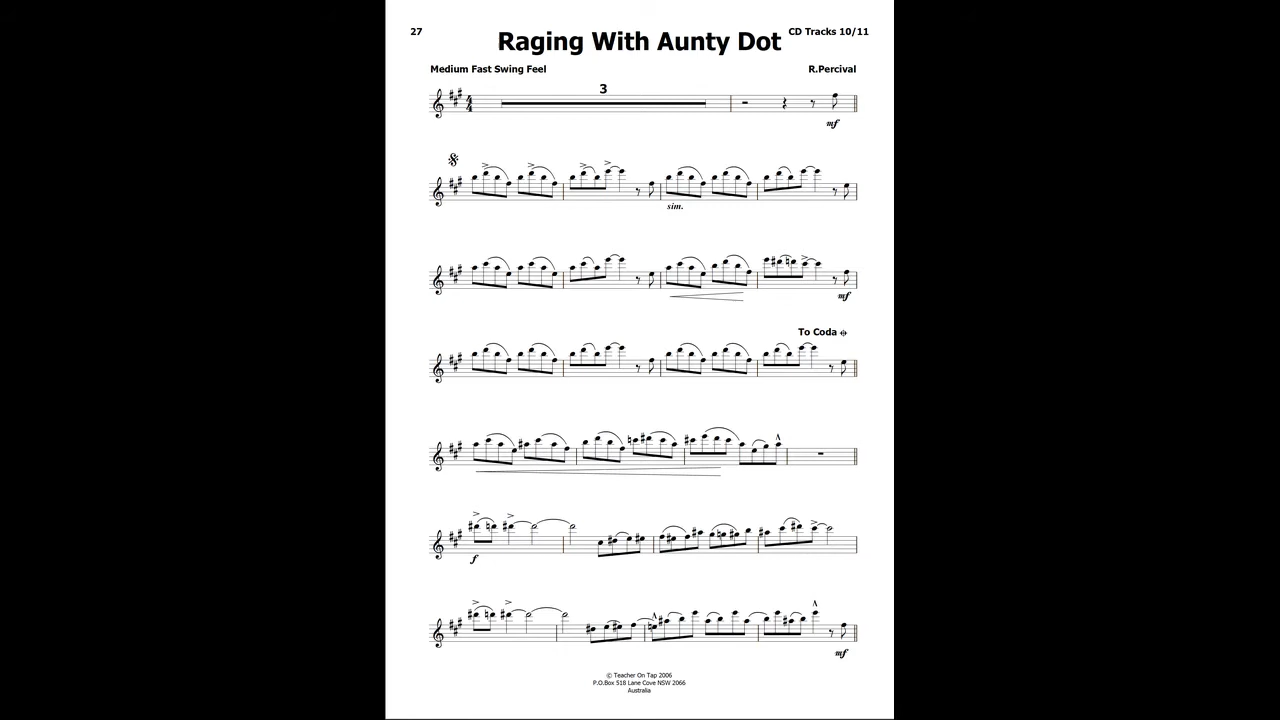 27
Raging With Aunty Dot
CD Tracks 10/11
Medium Fast Swing Feel
R.Percival
3
mf
sim.
mf
To Coda
f
mf
© Teacher On Tap 2006
P.O.Box 518 Lane Cove NSW 2066
Australia